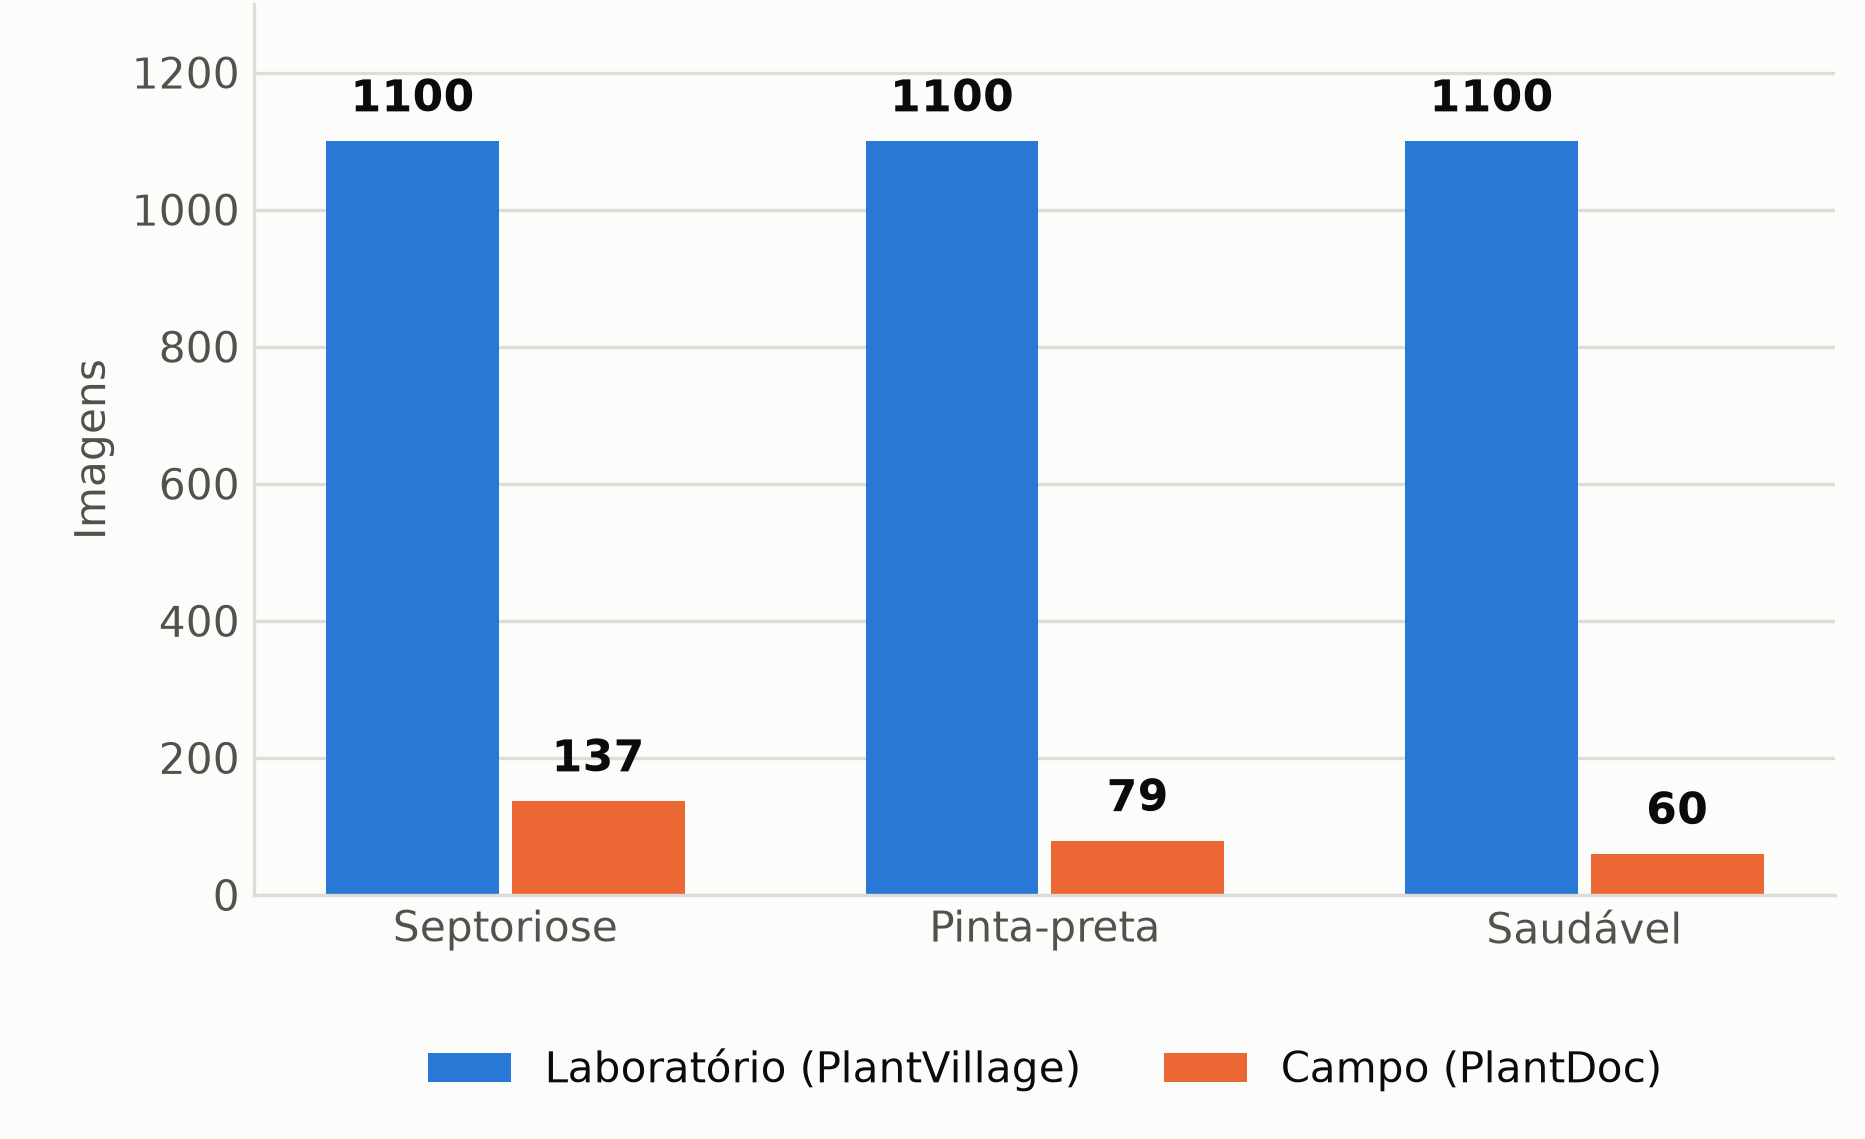 1200
1000
800
600
400
200
0
Imagens
1100
137
1100
79
1100
60
Septoriose
Pinta-preta
Saudável
Laboratório (PlantVillage)
Campo (PlantDoc)